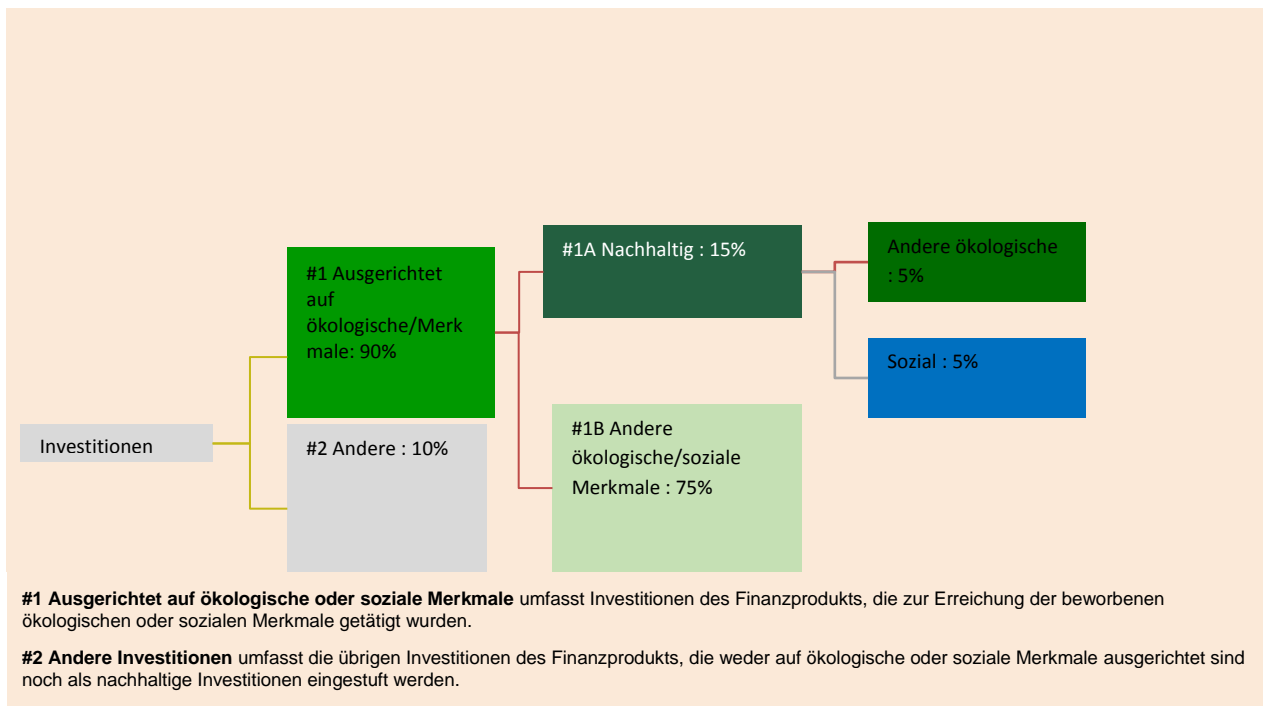 Investitionen
#1 Ausgerichtet
auf
ökologische/Merk
male: 90%
#2 Andere : 10%
#1A Nachhaltig : 15%
#1B Andere
ökologische/soziale
Merkmale : 75%
Andere ökologische
: 5%
Sozial : 5%
#1 Ausgerichtet auf ökologische oder soziale Merkmale umfasst Investitionen des Finanzprodukts, die zur Erreichung der beworbenen
ökologischen oder sozialen Merkmale getätigt wurden.
#2 Andere Investitionen umfasst die übrigen Investitionen des Finanzprodukts, die weder auf ökologische oder soziale Merkmale ausgerichtet sind
noch als nachhaltige Investitionen eingestuft werden.